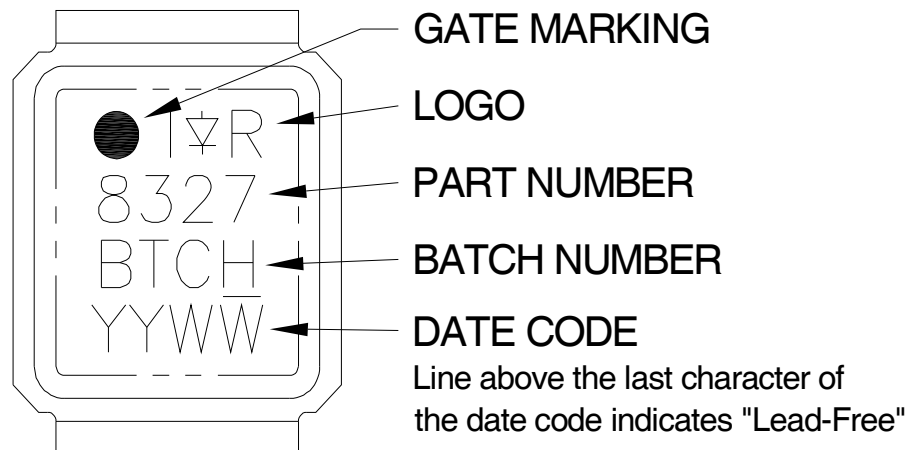 GATE MARKING
I R
LOGO
8327
PART NUMBER
BTCH
BATCH NUMBER
YYWW
DATE CODE
Line above the last character of
the date code indicates "Lead-Free"